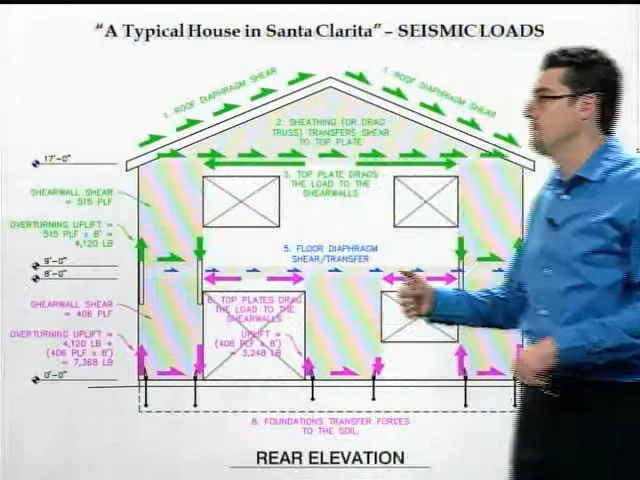 "A Typical House in Santa Clarita" – SEISMIC LOADS
1. ROOF DIAPHRAGM SHEAR
1. ROOF DIAPHRAGM SHEAR
2. SHEATHING (OR DRAG
TRUSS) TRANSFERS SHEAR
TO TOP PLATE
17'-0"
3. TOP PLATE DRAGS
THE LOAD TO THE
SHEARWALLS
SHEARWALL SHEAR
= 515 PLF
OVERTURNING UPLIFT =
515 PLF x 8' =
4,120 LB
5. FLOOR DIAPHRAGM
SHEAR/TRANSFER
9'-0"
8'-0"
SHEARWALL SHEAR
= 406 PLF
6. TOP PLATES DRAG
THE LOAD TO THE
SHEARWALLS
OVERTURNING UPLIFT =
4,120 LB +
(406 PLF x 8')
= 7,368 LB
UPLIFT =
(406 PLF x 8')
= 3,248 LB
0'-0"
8. FOUNDATIONS TRANSFER FORCES
TO THE SOIL
REAR ELEVATION